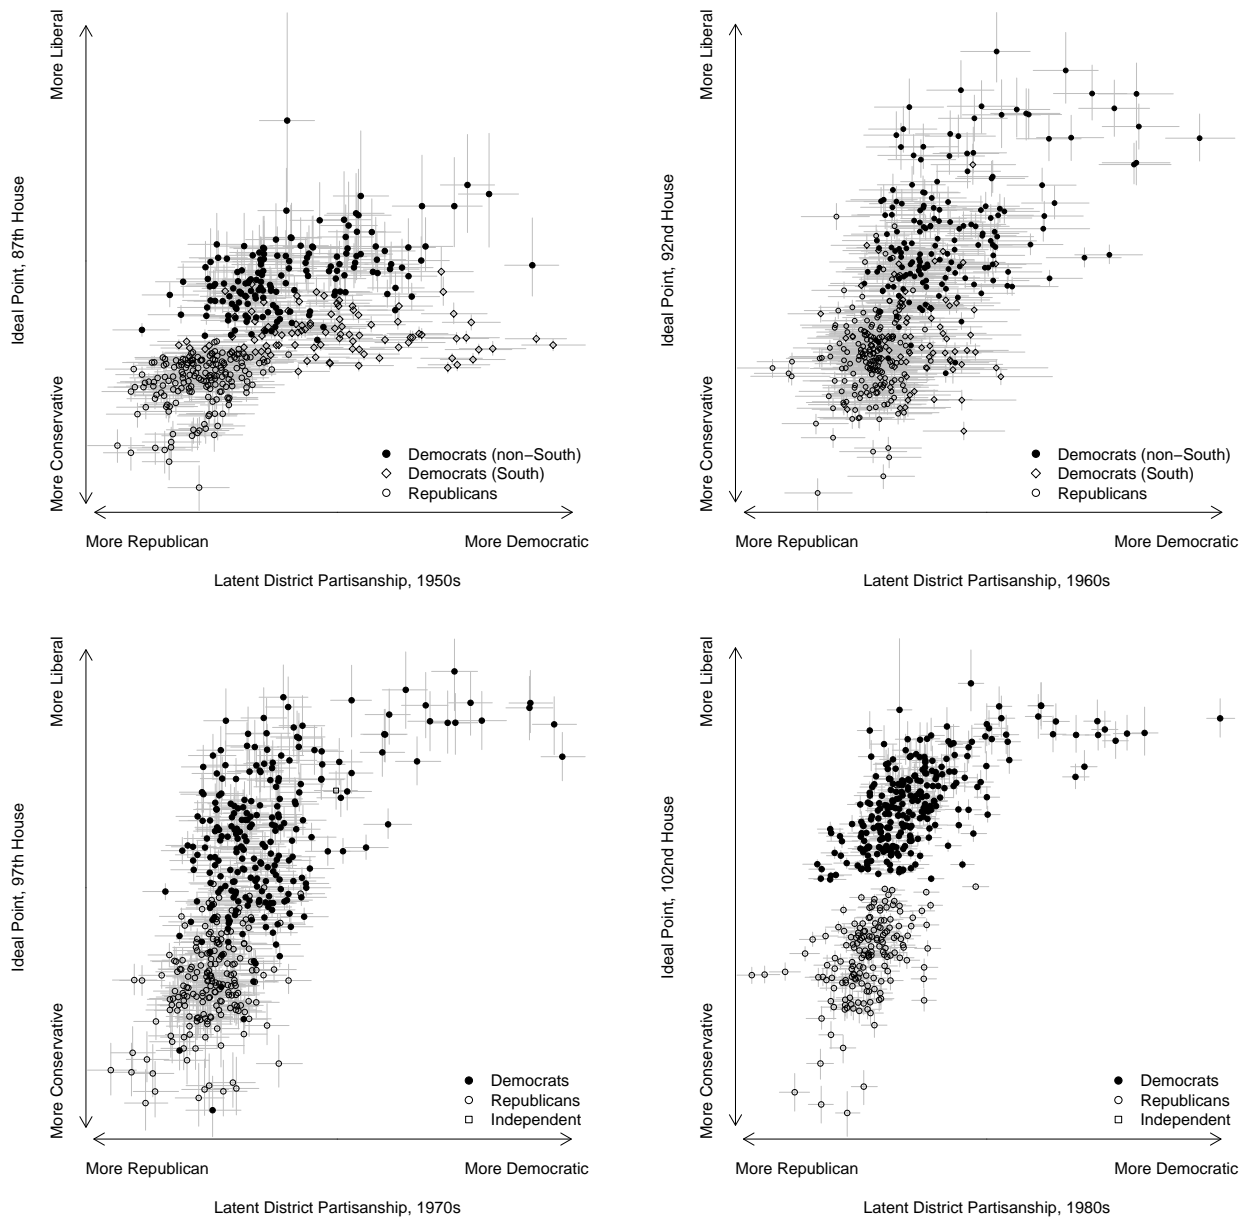 More Liberal
Ideal Point, 87th House
More Conservative
Democrats (non−South)
Democrats (South)
Republicans
More Republican
More Democratic
Latent District Partisanship, 1950s
More Liberal
Ideal Point, 92nd House
More Conservative
Democrats (non−South)
Democrats (South)
Republicans
More Republican
More Democratic
Latent District Partisanship, 1960s
More Liberal
Ideal Point, 97th House
More Conservative
Democrats
Republicans
Independent
More Republican
More Democratic
Latent District Partisanship, 1970s
More Liberal
Ideal Point, 102nd House
More Conservative
Democrats
Republicans
Independent
More Republican
More Democratic
Latent District Partisanship, 1980s